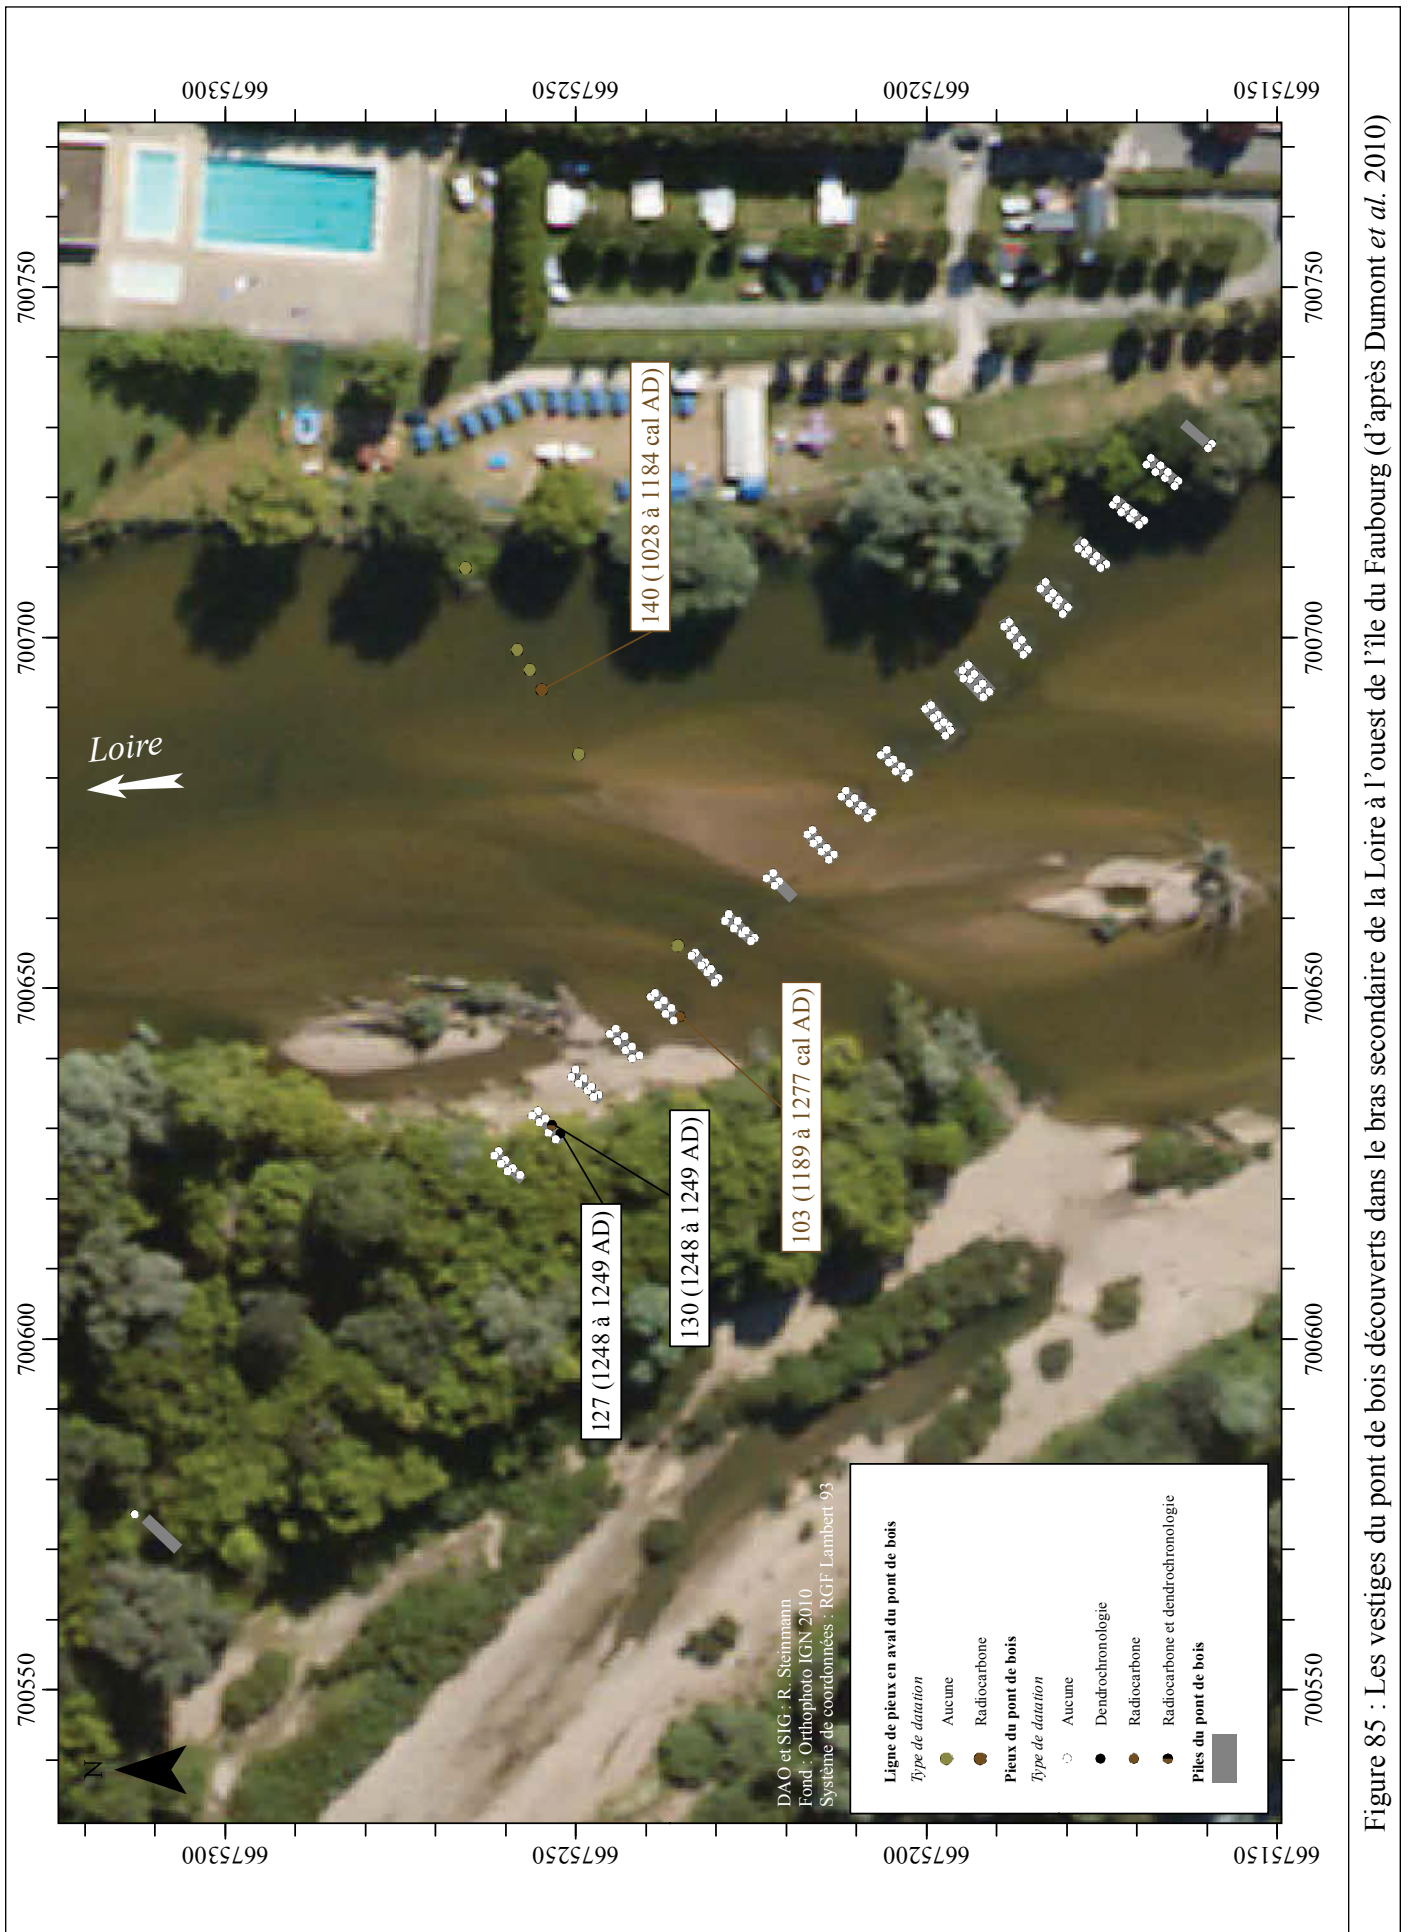 700550
700600
700650
700700
700750
6675300
6675250
6675200
6675150
N
Loire
140 (1028 à 1184 cal AD)
127 (1248 à 1249 AD)
130 (1248 à 1249 AD)
103 (1189 à 1277 cal AD)
DAO et SIG : R. Steinmann
Fond : Orthophoto IGN 2010
Système de coordonnées : RGF Lambert 93
Ligne de pieux en aval du pont de bois
Type de datation
Aucune
Radiocarbone
Pieux du pont de bois
Type de datation
Aucune
Dendrochronologie
Radiocarbone
Radiocarbone et dendrochronologie
Piles du pont de bois
6675300
6675250
6675200
6675150
700550
700600
700650
700700
700750
Figure 85 : Les vestiges du pont de bois découverts dans le bras secondaire de la Loire à l'ouest de l'île du Faubourg (d'après Dumont et al. 2010)